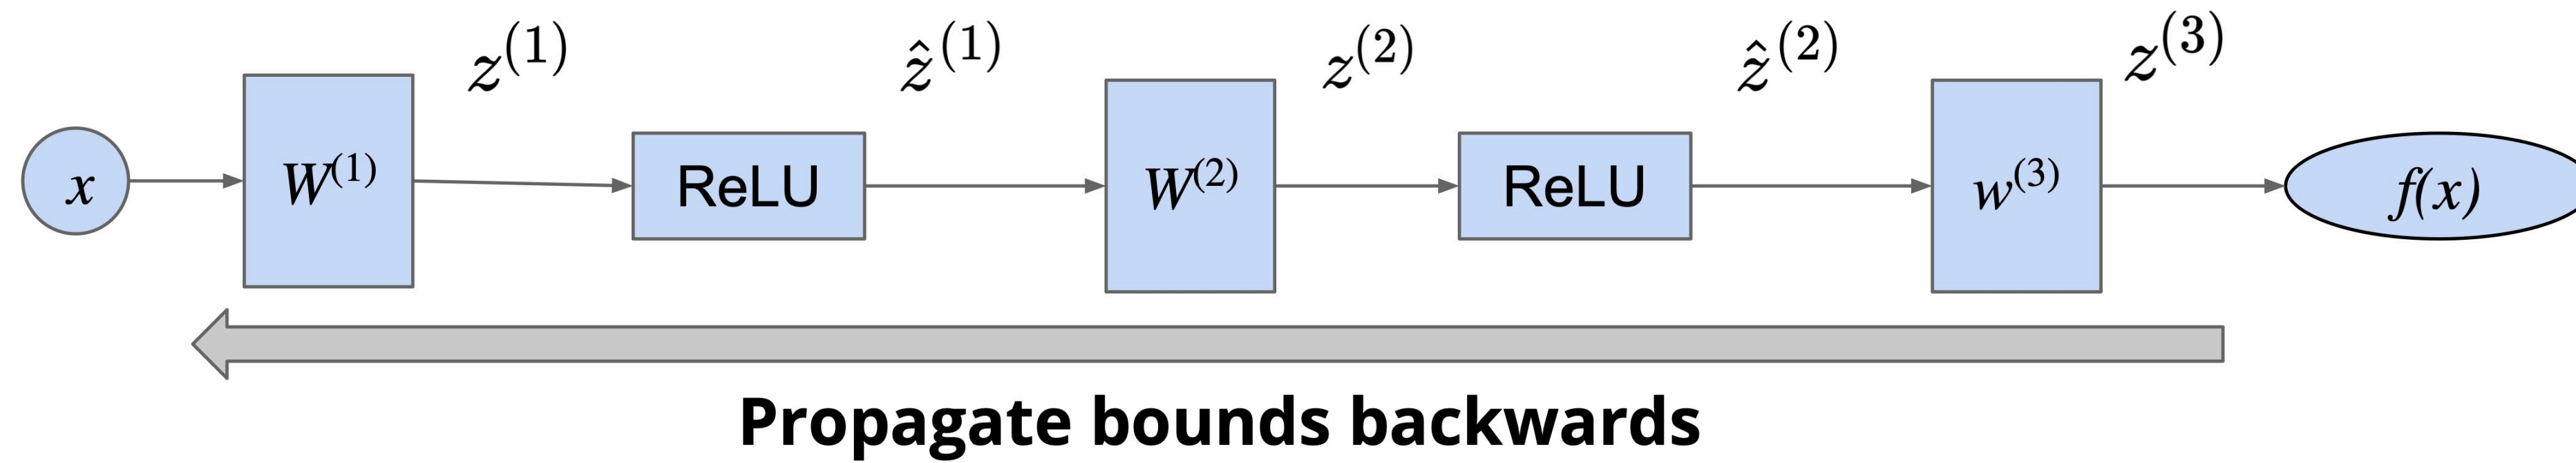 z^(1) ẑ^(1) z^(2) ẑ^(2) z^(3)
x W^(1) ReLU W^(2) ReLU w^(3) f(x)
Propagate bounds backwards